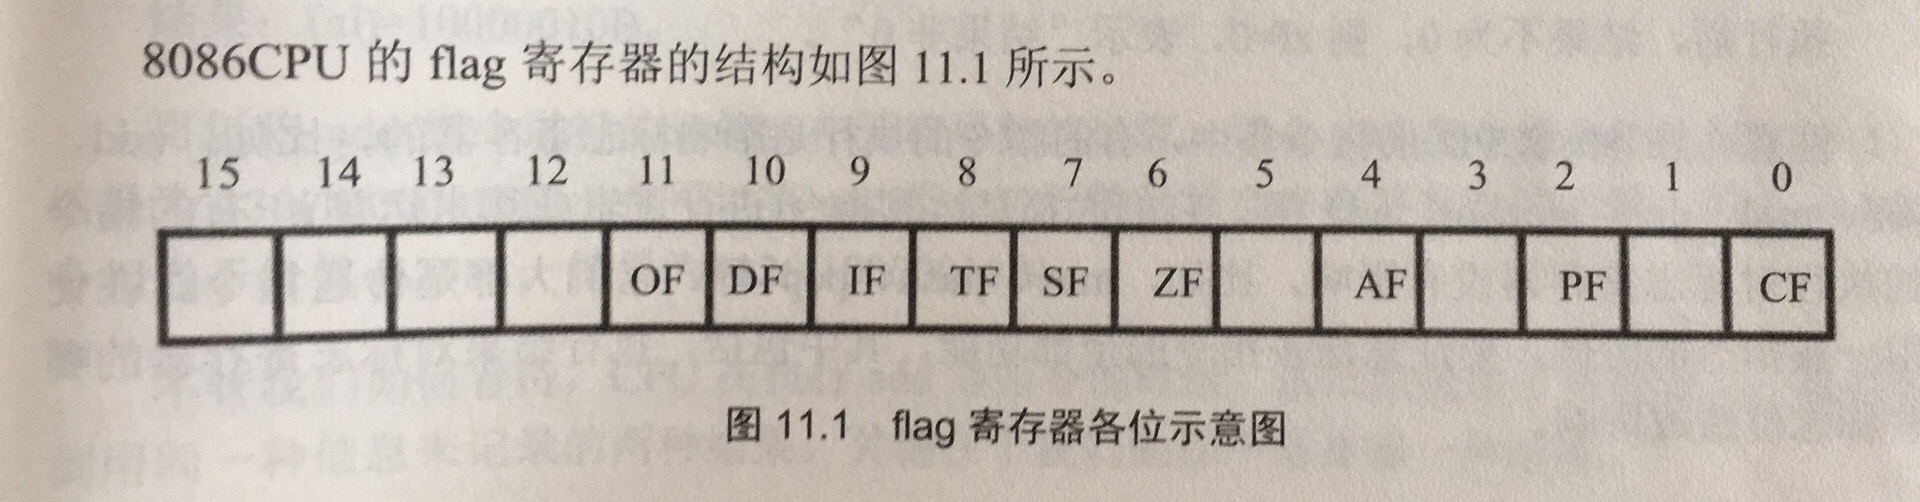 8086CPU 的 flag 寄存器的结构如图 11.1 所示。
15 14 13 12 11 10 9 8 7 6 5 4 3 2 1 0
OF DF IF TF SF ZF AF PF CF
图 11.1 flag 寄存器各位示意图